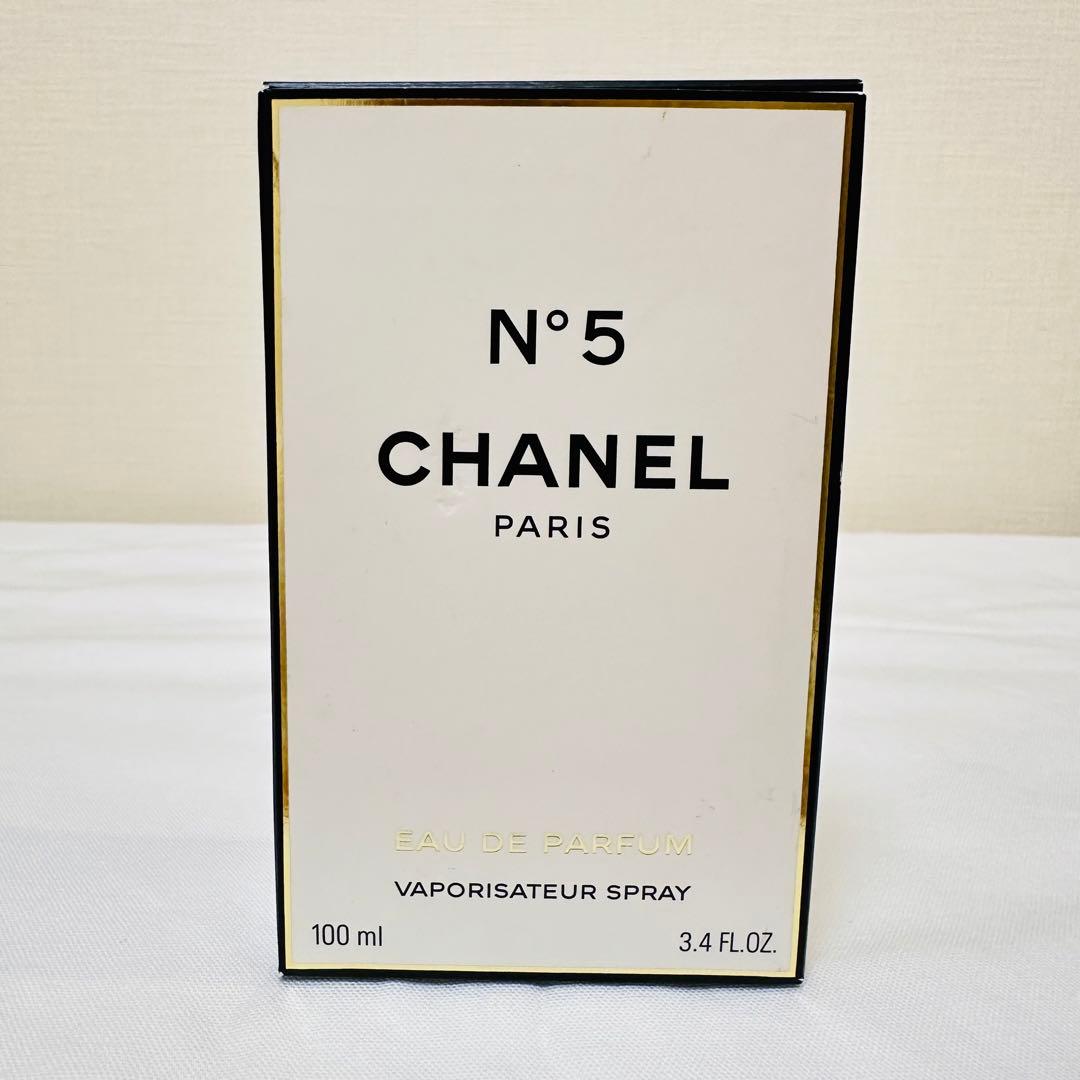 N°5
CHANEL
PARIS
EAU DE PARFUM
VAPORISATEUR SPRAY
100 ml
3.4 FL.OZ.